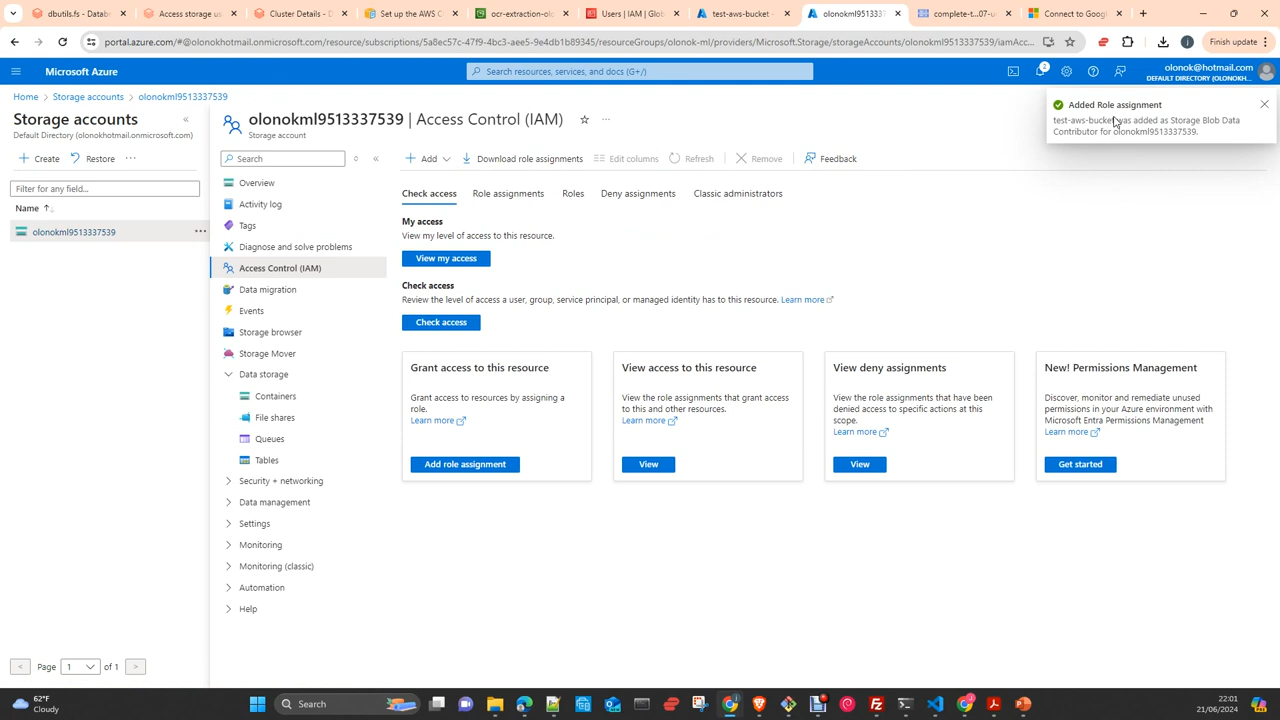 dbutils.fs - Datab
Access storage us
Cluster Details - D
Set up the AWS G
ocr-extraction-olo
Users | IAM | Glob
test-aws-bucket -
olonokml95133375
complete-t...07-u
Connect to Googl
portal.azure.com/#@olonokhotmail.onmicrosoft.com/resource/subscriptions/5a8ec57c-47f9-4bc3-aee5-9e4db1b89345/resourceGroups/olonok-ml/providers/Microsoft.Storage/storageAccounts/olonokml9513337539/iamAcc...
Finish update
Microsoft Azure
Search resources, services, and docs (G+/)
2
olonok@hotmail.com
DEFAULT DIRECTORY (OLONOKH...
Home > Storage accounts > olonokml9513337539
Storage accounts
Default Directory (olonokhotmail.onmicrosoft.com)
Create
Restore
Filter for any field...
Name
olonokml9513337539
olonokml9513337539 | Access Control (IAM)
Storage account
Added Role assignment
test-aws-bucket was added as Storage Blob Data
Contributor for olonokml9513337539.
Search
Add
Download role assignments
Edit columns
Refresh
Remove
Feedback
Overview
Activity log
Tags
Diagnose and solve problems
Access Control (IAM)
Data migration
Events
Storage browser
Storage Mover
Data storage
Containers
File shares
Queues
Tables
Security + networking
Data management
Settings
Monitoring
Monitoring (classic)
Automation
Help
Check access
Role assignments
Roles
Deny assignments
Classic administrators
My access
View my level of access to this resource.
View my access
Check access
Review the level of access a user, group, service principal, or managed identity has to this resource. Learn more
Check access
Grant access to this resource
Grant access to resources by assigning a
role.
Learn more
Add role assignment
View access to this resource
View the role assignments that grant access
to this and other resources.
Learn more
View
View deny assignments
View the role assignments that have been
denied access to specific actions at this
scope.
Learn more
View
New! Permissions Management
Discover, monitor and remediate unused
permissions in your Azure environment with
Microsoft Entra Permissions Management
Learn more
Get started
< Page 1 of 1 >
62°F
Cloudy
Search
22:01
21/06/2024